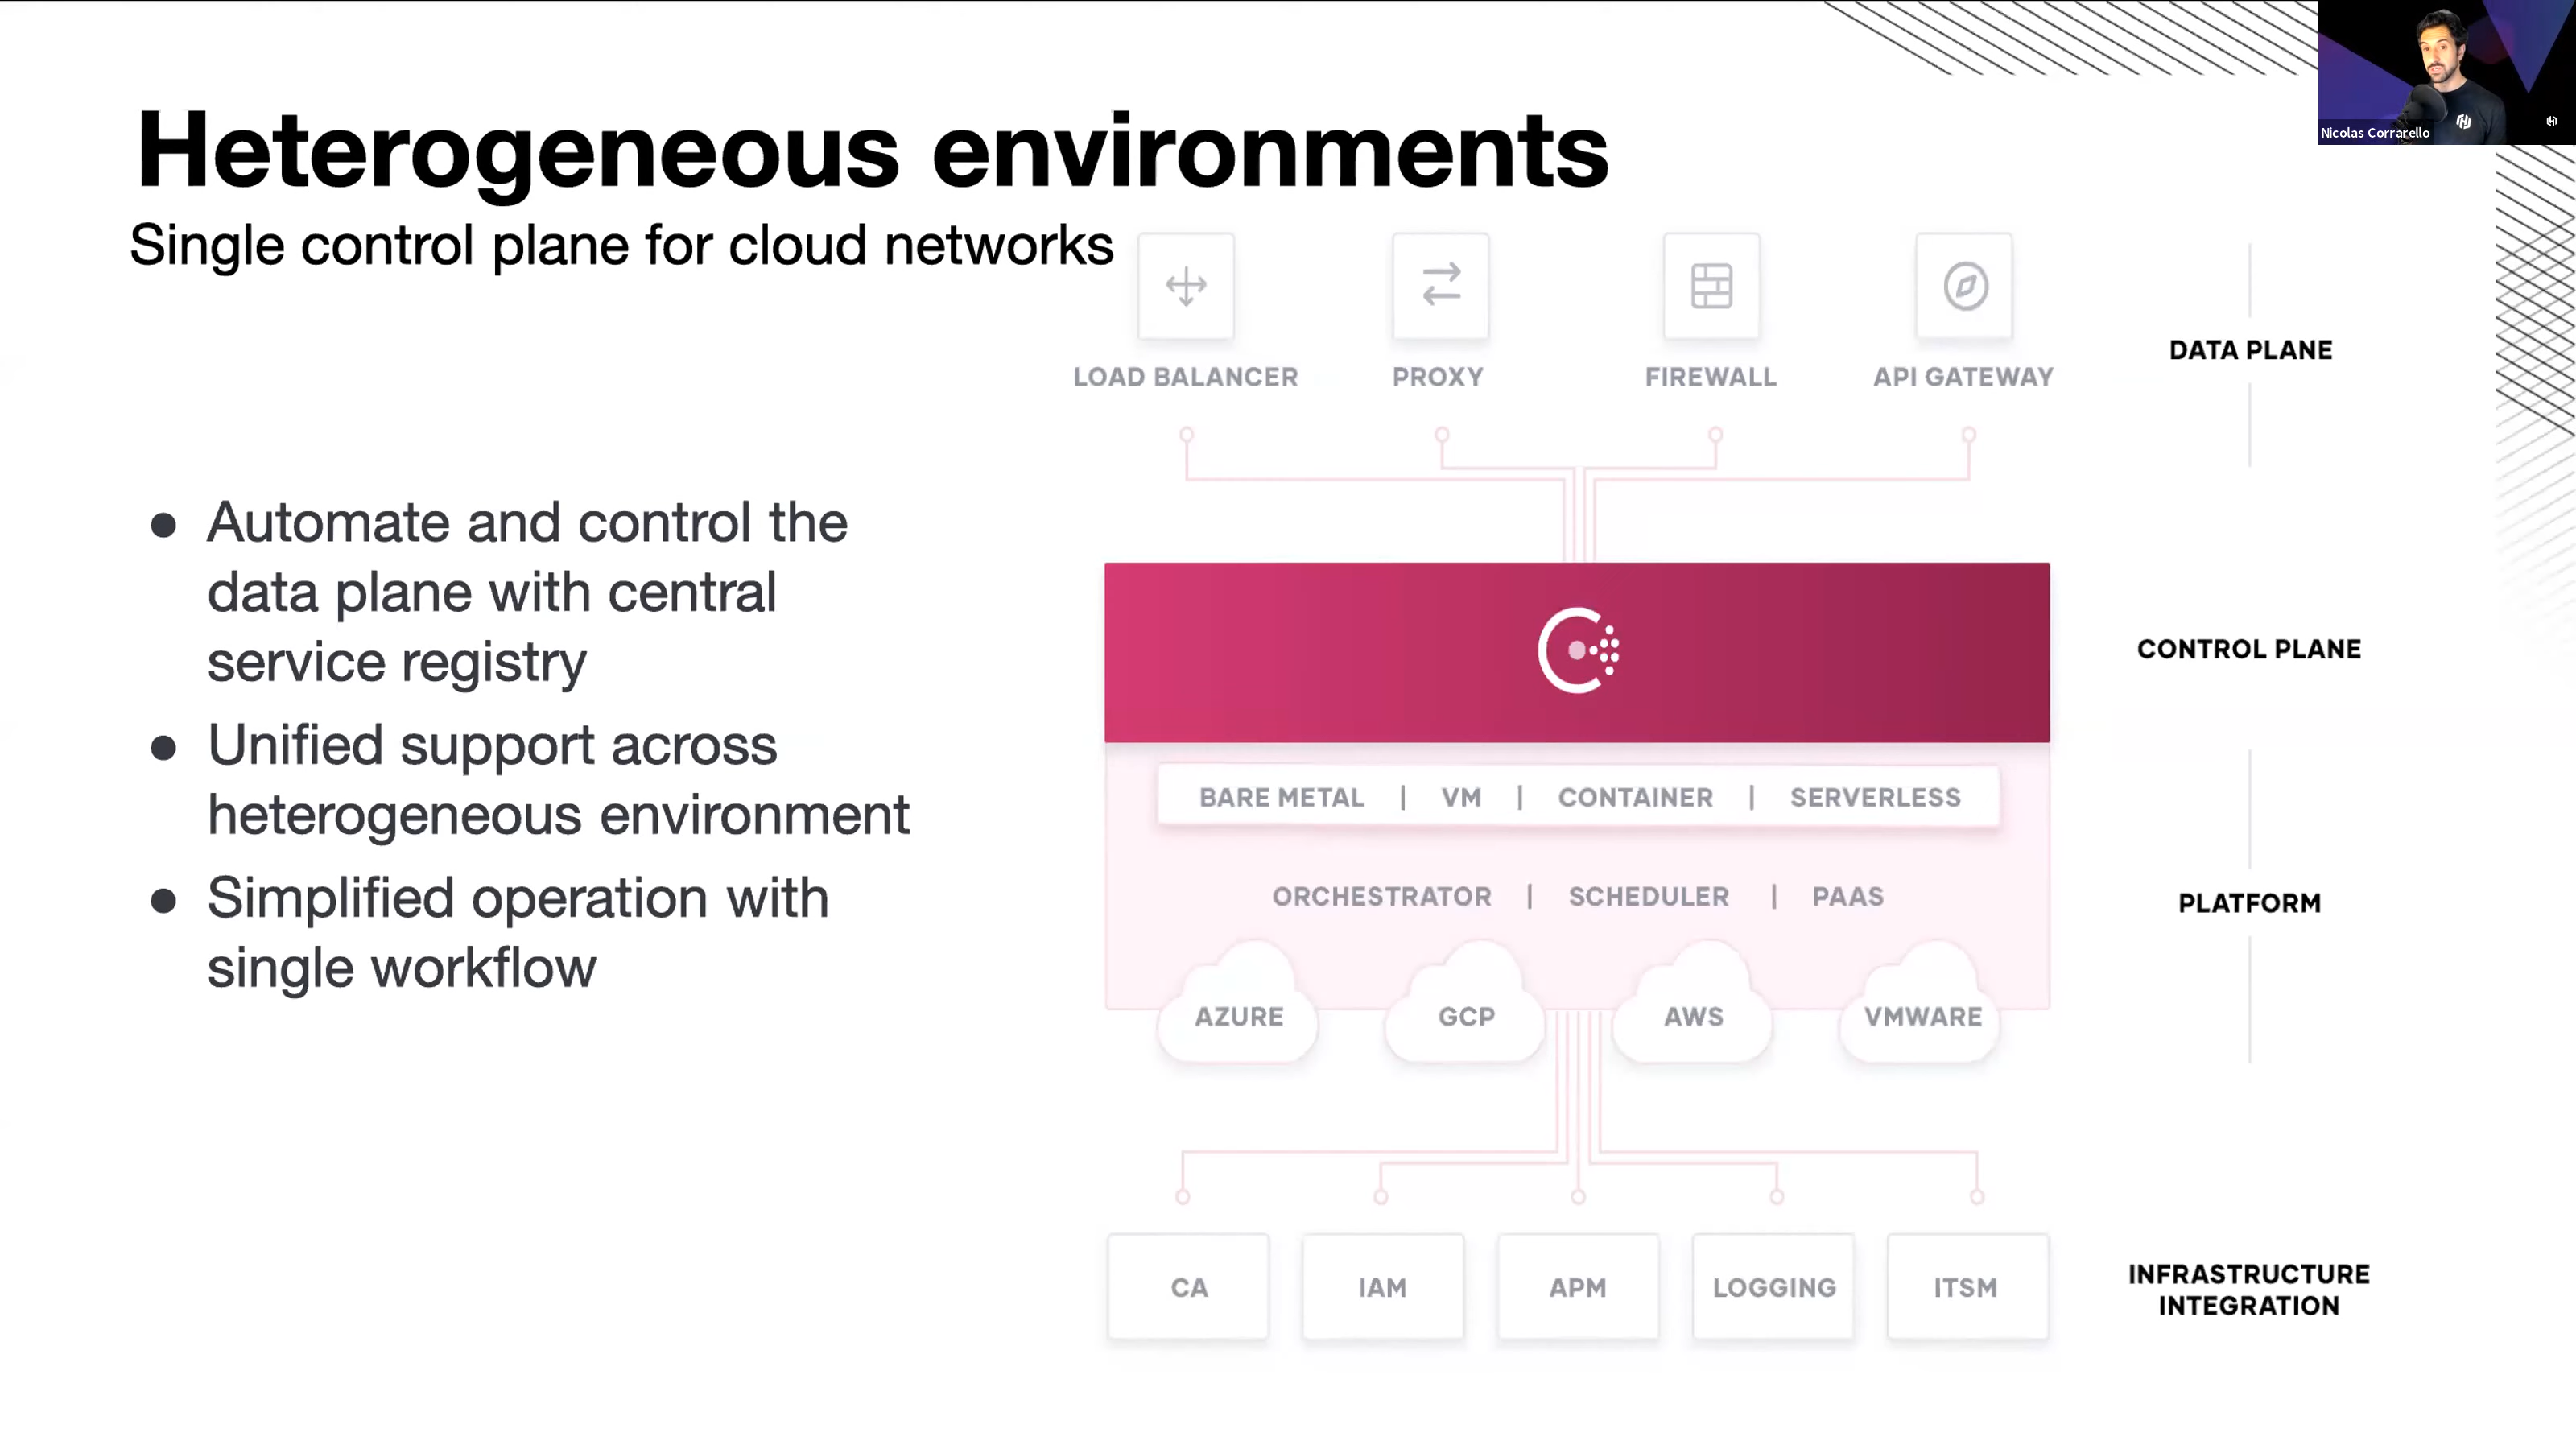 Nicolas Corrarello
Heterogeneous environments
Single control plane for cloud networks
Automate and control the
data plane with central
service registry
Unified support across
heterogeneous environment
Simplified operation with
single workflow
LOAD BALANCER
PROXY
FIREWALL
API GATEWAY
DATA PLANE
CONTROL PLANE
BARE METAL | VM | CONTAINER | SERVERLESS
ORCHESTRATOR | SCHEDULER | PAAS
PLATFORM
AZURE
GCP
AWS
VMWARE
CA
IAM
APM
LOGGING
ITSM
INFRASTRUCTURE
INTEGRATION